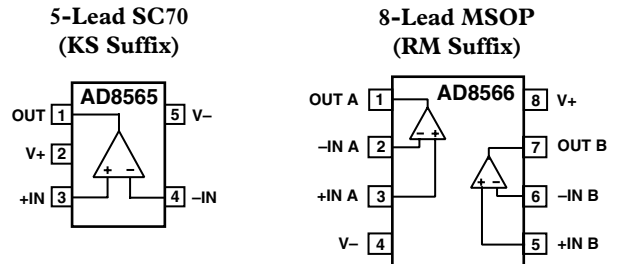 5-Lead SC70
(KS Suffix)
AD8565
OUT 1
5 V–
V+ 2
+ –
+IN 3
4 –IN
8-Lead MSOP
(RM Suffix)
AD8566
OUT A 1
8 V+
– +
–IN A 2
7 OUT B
+IN A 3
+ –
6 –IN B
V– 4
5 +IN B